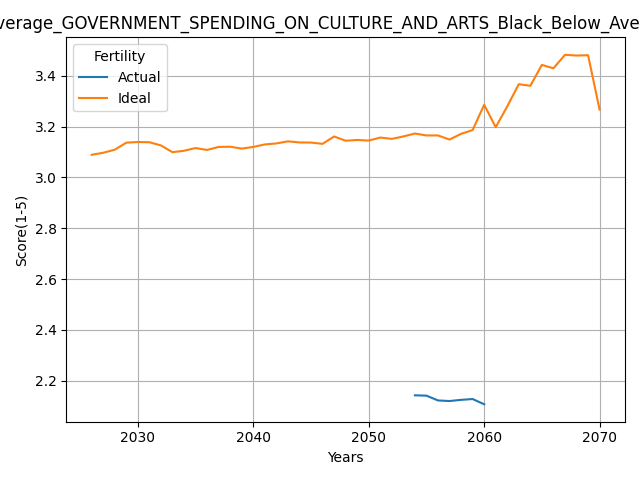 verage_GOVERNMENT_SPENDING_ON_CULTURE_AND_ARTS_Black_Below_Ave
Fertility
Actual
Ideal
3.4
3.2
3.0
2.8
2.6
2.4
2.2
Score(1-5)
2030 2040 2050 2060 2070
Years